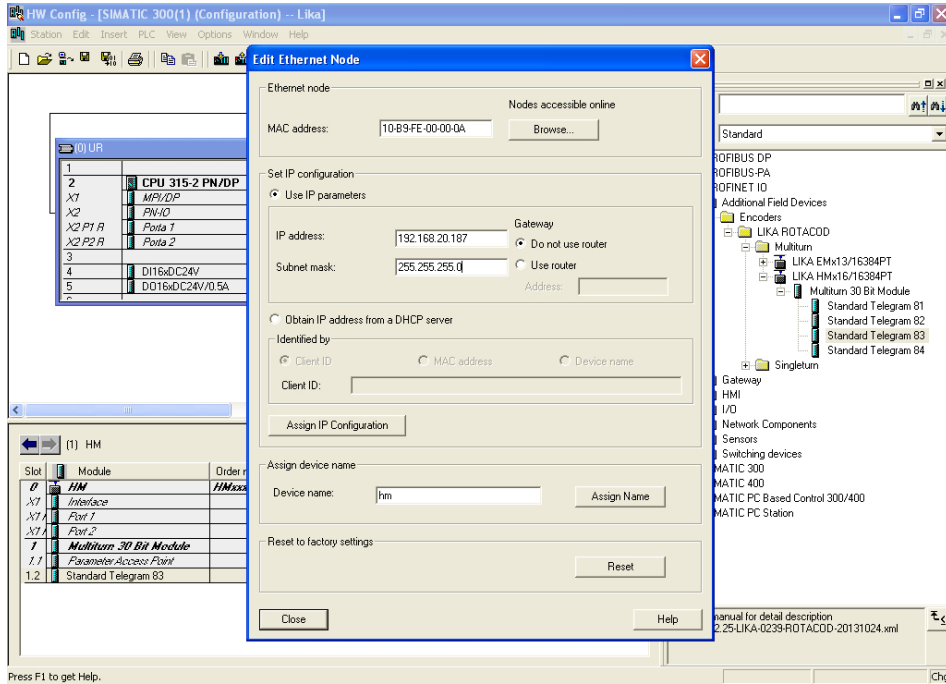 HW Config - [SIMATIC 300(1) (Configuration) -- Lika]
Station Edit Insert PLC View Options Window Help
(0) UR
1
2 CPU 315-2 PN/DP
X1 MPI/DP
X2 PN-IO
X2 P1 R Porta 1
X2 P2 R Porta 2
3
4 DI16xDC24V
5 DO16xDC24V/0.5A
(1) HM
Slot Module Order
0 HM HMxxx
X1 Interface
X1 Port 1
X1 Port 2
1 Multiturn 30 Bit Module
1.1 Parameter Access Point
1.2 Standard Telegram 83
Edit Ethernet Node
Ethernet node
Nodes accessible online
MAC address: 10-B9-FE-00-00-0A Browse...
Set IP configuration
Use IP parameters
Gateway
IP address: 192.168.20.187 Do not use router
Subnet mask: 255.255.255.0 Use router
Address:
Obtain IP address from a DHCP server
Identified by
Client ID MAC address Device name
Client ID:
Assign IP Configuration
Assign device name
Device name: hm Assign Name
Reset to factory settings
Reset
Close Help
Standard
ROFIBUS DP
ROFIBUS-PA
ROFINET IO
Additional Field Devices
Encoders
LIKA ROTACOD
Multiturn
LIKA EMx13/16384PT
LIKA HMx16/16384PT
Multiturn 30 Bit Module
Standard Telegram 81
Standard Telegram 82
Standard Telegram 83
Standard Telegram 84
Singleturn
Gateway
HMI
I/O
Network Components
Sensors
Switching devices
MATIC 300
MATIC 400
MATIC PC Based Control 300/400
MATIC PC Station
manual for detail description
2.25-LIKA-0239-ROTACOD-20131024.xml
Press F1 to get Help.
Chg